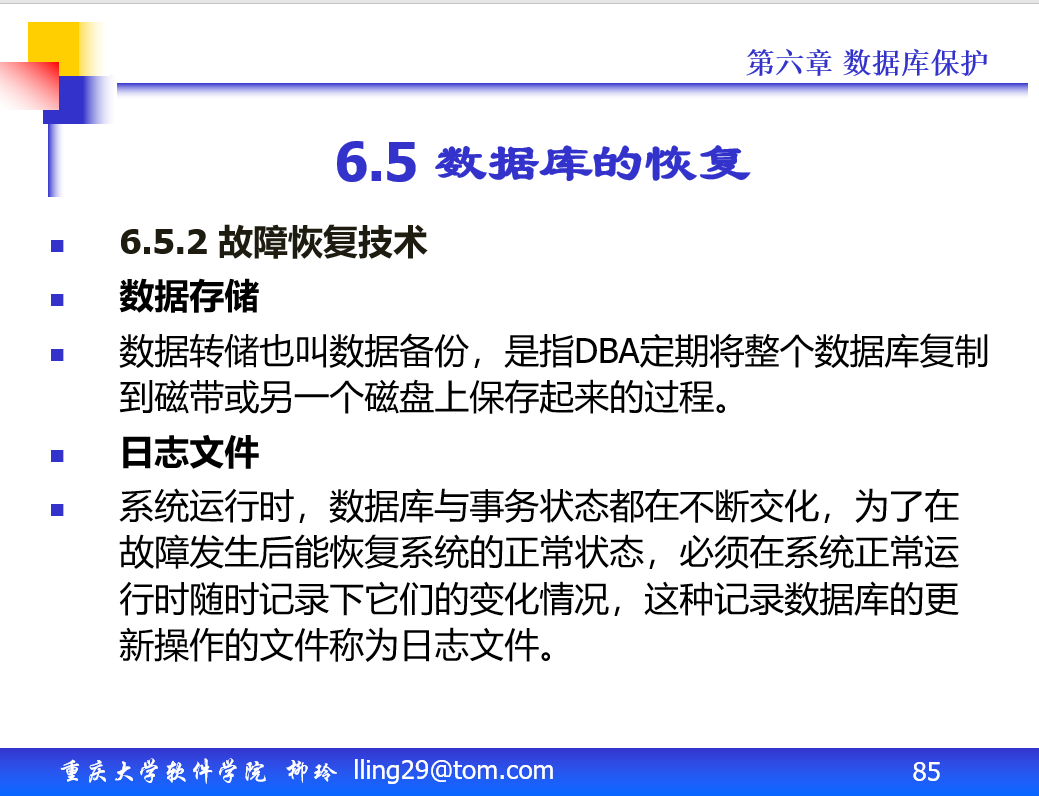 第六章 数据库保护
6.5 数据库的恢复
6.5.2 故障恢复技术
数据存储
数据转储也叫数据备份，是指DBA定期将整个数据库复制
到磁带或另一个磁盘上保存起来的过程。
日志文件
系统运行时，数据库与事务状态都在不断交化，为了在
故障发生后能恢复系统的正常状态，必须在系统正常运
行时随时记录下它们的变化情况，这种记录数据库的更
新操作的文件称为日志文件。
重庆大学软件学院 柳玲 lling29@tom.com
85